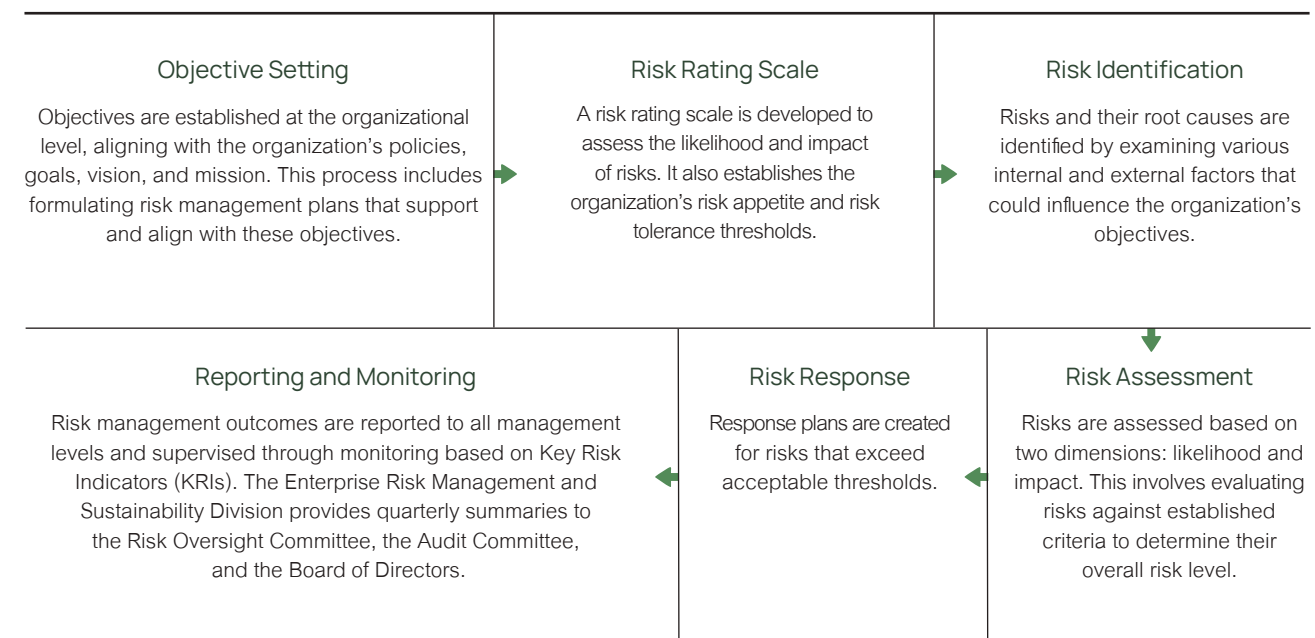 Objective Setting
Objectives are established at the organizational
level, aligning with the organization’s policies,
goals, vision, and mission. This process includes
formulating risk management plans that support
and align with these objectives.
Risk Rating Scale
A risk rating scale is developed to
assess the likelihood and impact
of risks. It also establishes the
organization’s risk appetite and risk
tolerance thresholds.
Risk Identification
Risks and their root causes are
identified by examining various
internal and external factors that
could influence the organization’s
objectives.
Risk Assessment
Risks are assessed based on
two dimensions: likelihood and
impact. This involves evaluating
risks against established
criteria to determine their
overall risk level.
Risk Response
Response plans are created
for risks that exceed
acceptable thresholds.
Reporting and Monitoring
Risk management outcomes are reported to all management
levels and supervised through monitoring based on Key Risk
Indicators (KRIs). The Enterprise Risk Management and
Sustainability Division provides quarterly summaries to
the Risk Oversight Committee, the Audit Committee,
and the Board of Directors.